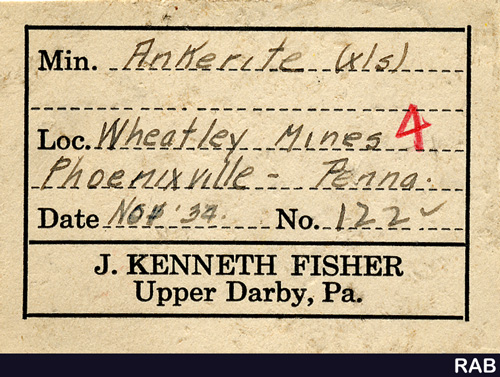 Min. Ankerite (xls)
Loc. Wheatley Mines 4
Phoenixville - Penna.
Date '34. No. 122
J. KENNETH FISHER
Upper Darby, Pa.
RAB